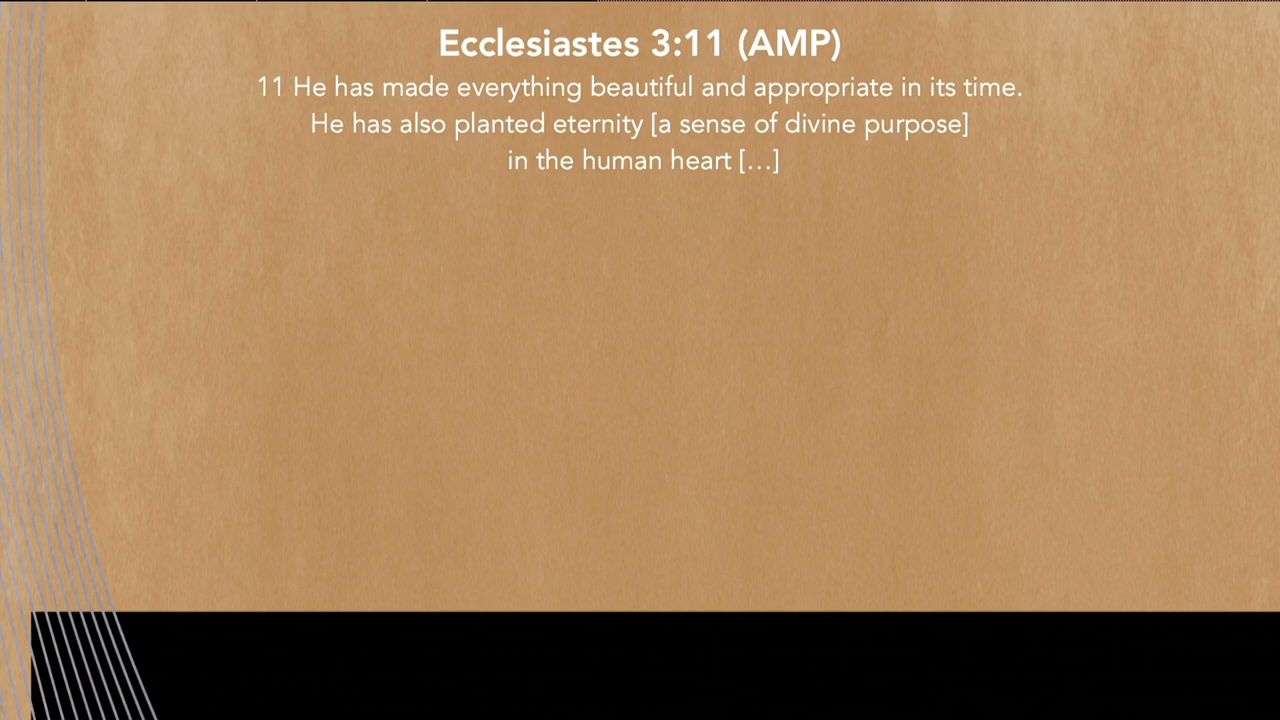 Ecclesiastes 3:11 (AMP)
11 He has made everything beautiful and appropriate in its time.
He has also planted eternity [a sense of divine purpose]
in the human heart […]